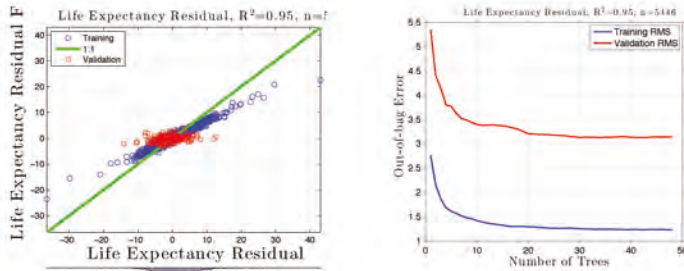 Life Expectancy Residual, R²=0.95, n=5
Life Expectancy Residual F
40
30
20
10
0
-10
-20
-30
Training
1:1
Validation
-30 -20 -10 0 10 20 30 40
Life Expectancy Residual
Life Expectancy Residual, R²=0.95, n=5146
Out-of-bag Error
5.5
5
4.5
4
3.5
3
2.5
2
1.5
1
Training RMS
Validation RMS
0 10 20 30 40 50
Number of Trees